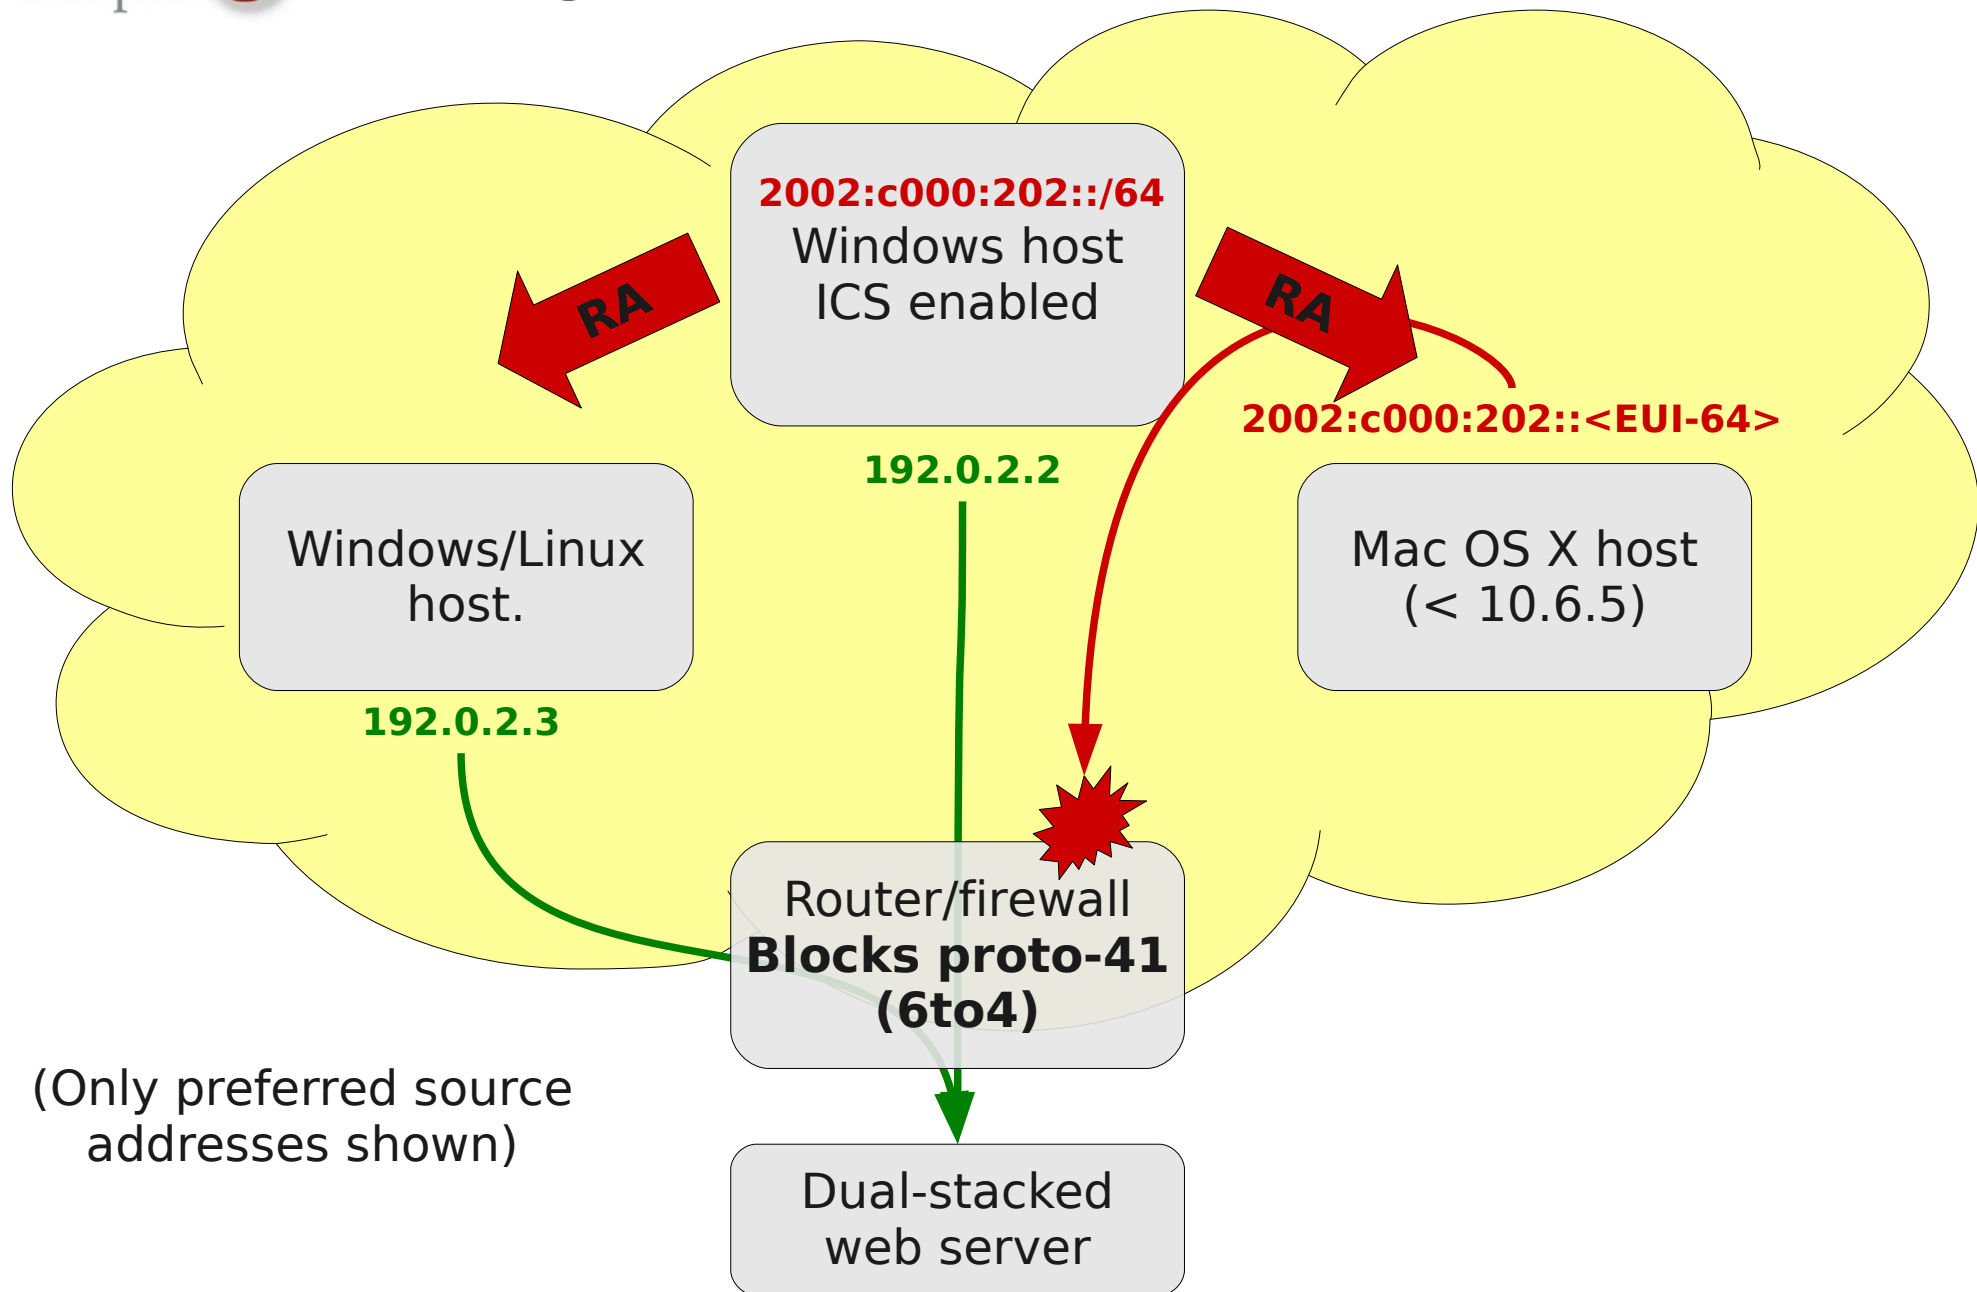 2002:c000:202::/64
Windows host
ICS enabled
RA
RA
2002:c000:202::<EUI-64>
192.0.2.2
Windows/Linux
host.
Mac OS X host
(< 10.6.5)
192.0.2.3
Router/firewall
Blocks proto-41
(6to4)
(Only preferred source
addresses shown)
Dual-stacked
web server